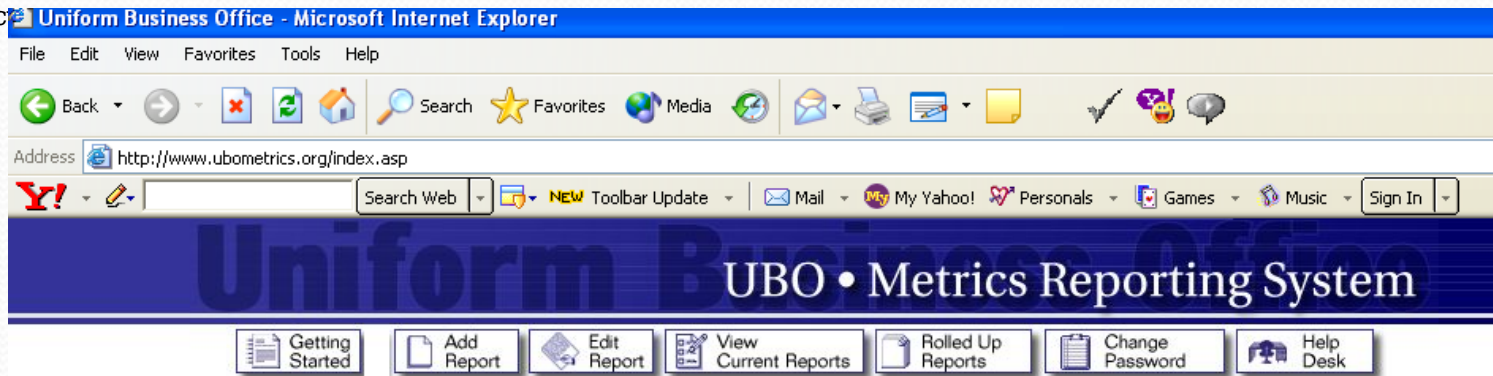 Uniform Business Office - Microsoft Internet Explorer
File Edit View Favorites Tools Help
Back Search Favorites Media
Address http://www.ubometrics.org/index.asp
Y! Search Web NEW Toolbar Update Mail My My Yahoo! Personals Games Music Sign In
Uniform Business Office
UBO • Metrics Reporting System
Getting Started Add Report Edit Report View Current Reports Rolled Up Reports Change Password Help Desk